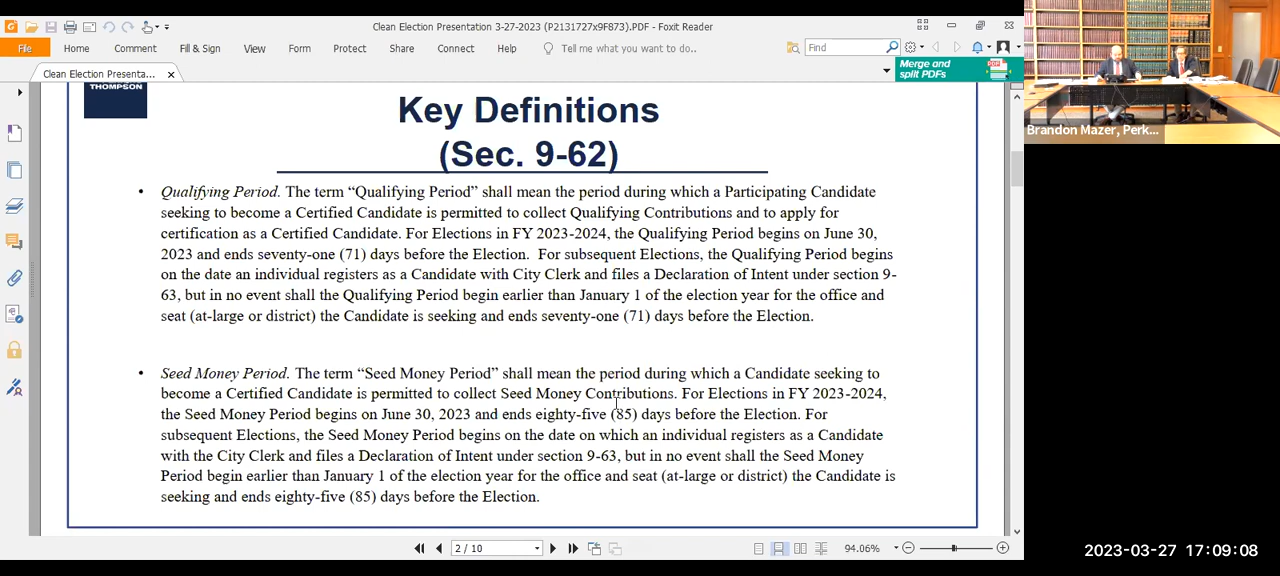 Clean Election Presentation 3-27-2023 (P2131727x9F873).PDF - Foxit Reader
File Home Comment Fill & Sign View Form Protect Share Connect Help Tell me what you want to do.. Find
Merge and
split PDFs
Clean Election Presenta...
THOMPSON
Key Definitions
(Sec. 9-62)
• Qualifying Period. The term “Qualifying Period” shall mean the period during which a Participating Candidate
seeking to become a Certified Candidate is permitted to collect Qualifying Contributions and to apply for
certification as a Certified Candidate. For Elections in FY 2023-2024, the Qualifying Period begins on June 30,
2023 and ends seventy-one (71) days before the Election. For subsequent Elections, the Qualifying Period begins
on the date an individual registers as a Candidate with City Clerk and files a Declaration of Intent under section 9-
63, but in no event shall the Qualifying Period begin earlier than January 1 of the election year for the office and
seat (at-large or district) the Candidate is seeking and ends seventy-one (71) days before the Election.
• Seed Money Period. The term “Seed Money Period” shall mean the period during which a Candidate seeking to
become a Certified Candidate is permitted to collect Seed Money Contributions. For Elections in FY 2023-2024,
the Seed Money Period begins on June 30, 2023 and ends eighty-five (85) days before the Election. For
subsequent Elections, the Seed Money Period begins on the date on which an individual registers as a Candidate
with the City Clerk and files a Declaration of Intent under section 9-63, but in no event shall the Seed Money
Period begin earlier than January 1 of the election year for the office and seat (at-large or district) the Candidate is
seeking and ends eighty-five (85) days before the Election.
2 / 10
94.06%
Brandon Mazer, Perk...
2023-03-27 17:09:08